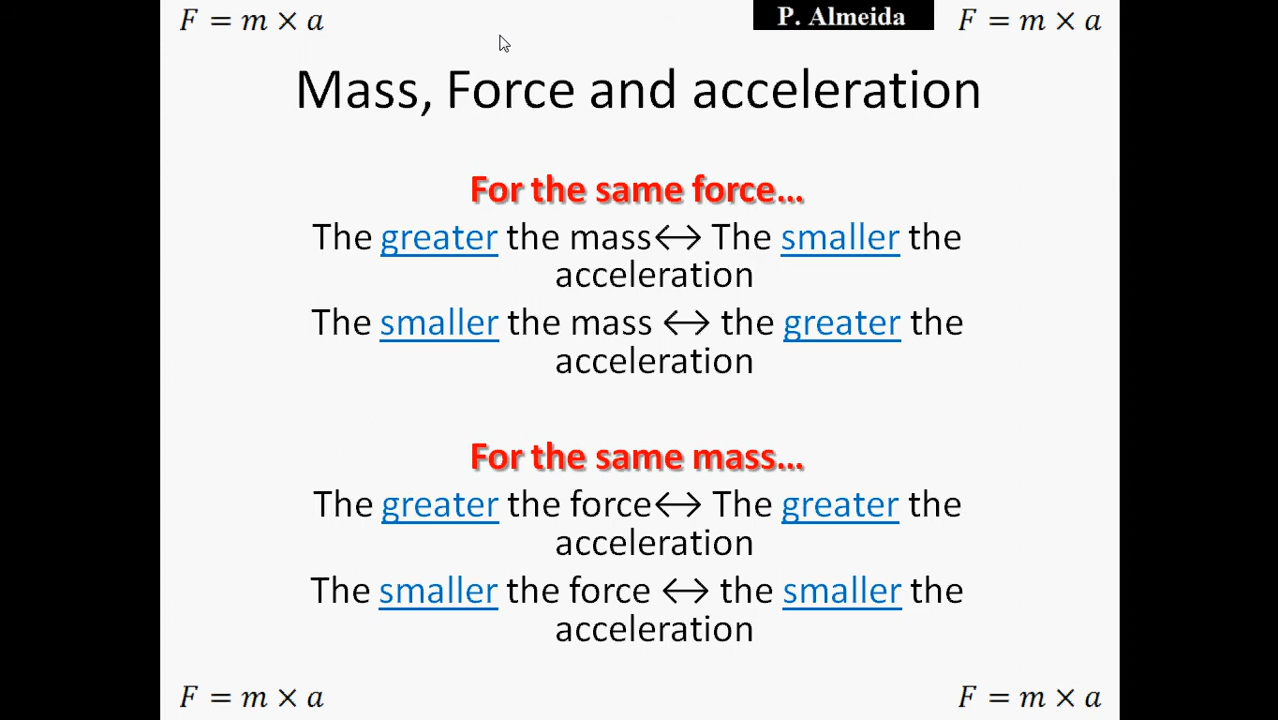 F = m × a
P. Almeida
F = m × a
Mass, Force and acceleration
For the same force...
The greater the mass↔ The smaller the
acceleration
The smaller the mass ↔ the greater the
acceleration
For the same mass...
The greater the force↔ The greater the
acceleration
The smaller the force ↔ the smaller the
acceleration
F = m × a
F = m × a